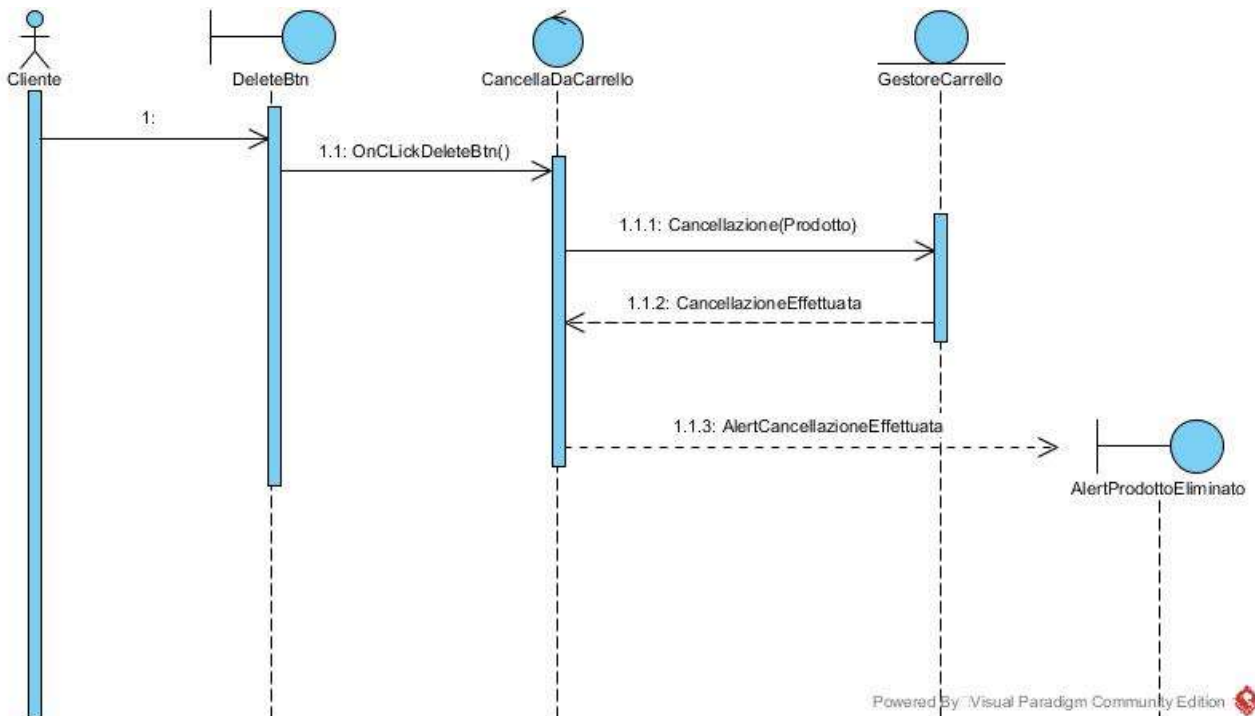 Cliente
DeleteBtn
CancellaDaCarrello
GestoreCarrello
1:
1.1: OnCLickDeleteBtn()
1.1.1: Cancellazione(Prodotto)
1.1.2: CancellazioneEffettuata
1.1.3: AlertCancellazioneEffettuata
AlertProdottoEliminato
Powered By Visual Paradigm Community Edition